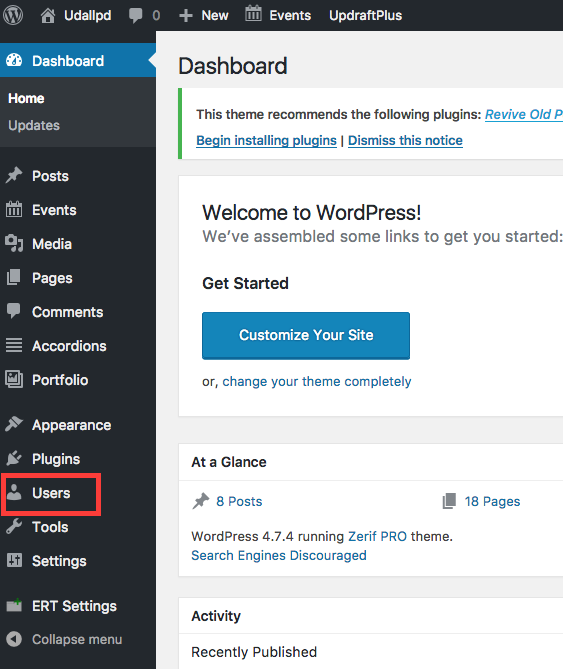 Udallpd 0 New Events UpdraftPlus
Dashboard
Home
Updates
Posts
Events
Media
Pages
Comments
Accordions
Portfolio
Appearance
Plugins
Users
Tools
Settings
ERT Settings
Collapse menu
Dashboard
This theme recommends the following plugins: Revive Old P
Begin installing plugins | Dismiss this notice
Welcome to WordPress!
We've assembled some links to get you started:
Get Started
Customize Your Site
or, change your theme completely
At a Glance
8 Posts 18 Pages
WordPress 4.7.4 running Zerif PRO theme.
Search Engines Discouraged
Activity
Recently Published